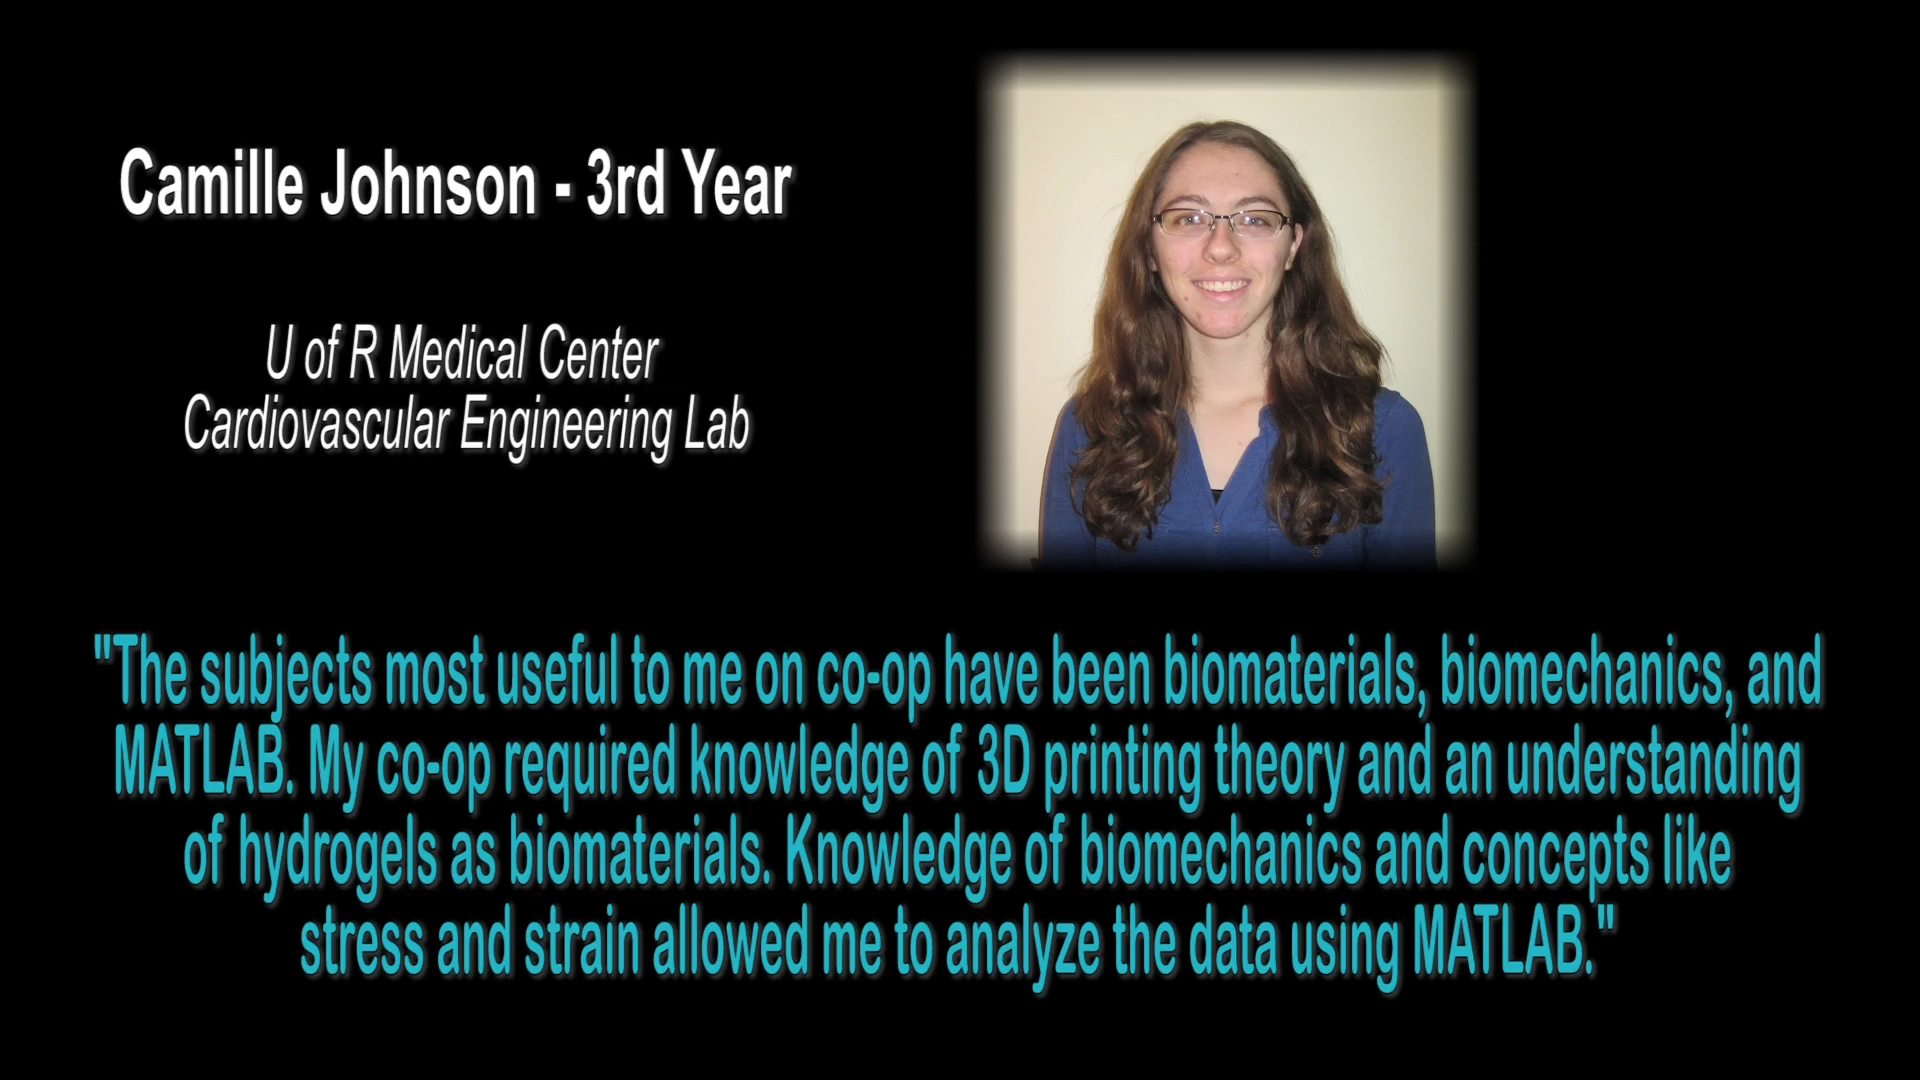 Camille Johnson - 3rd Year
U of R Medical Center
Cardiovascular Engineering Lab
"The subjects most useful to me on co-op have been biomaterials, biomechanics, and
MATLAB. My co-op required knowledge of 3D printing theory and an understanding
of hydrogels as biomaterials. Knowledge of biomechanics and concepts like
stress and strain allowed me to analyze the data using MATLAB."